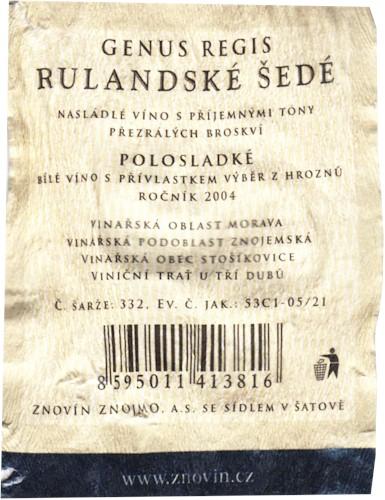 GENUS REGIS
RULANDSKÉ ŠEDÉ
NASLÁDLÉ VÍNO S PŘÍJEMNÝMI TÓNY
PŘEZRÁLÝCH BROSKVÍ
POLOSLADKÉ
BÍLÉ VÍNO S PŘÍVLASTKEM VÝBĚR Z HROZNŮ
ROČNÍK 2004
VINAŘSKÁ OBLAST MORAVA
VINAŘSKÁ PODOBLAST ZNOJEMSKÁ
VINAŘSKÁ OBEC STOŠÍKOVICE
VINIČNÍ TRAŤ U TŘÍ DUBŮ
Č. ŠARŽE: 332, EV. Č. JAK.: 53C1-05/21
8 595011 413816
ZNOVÍN ZNOJMO, A.S. SE SÍDLEM V ŠATOVĚ
www.znovin.cz